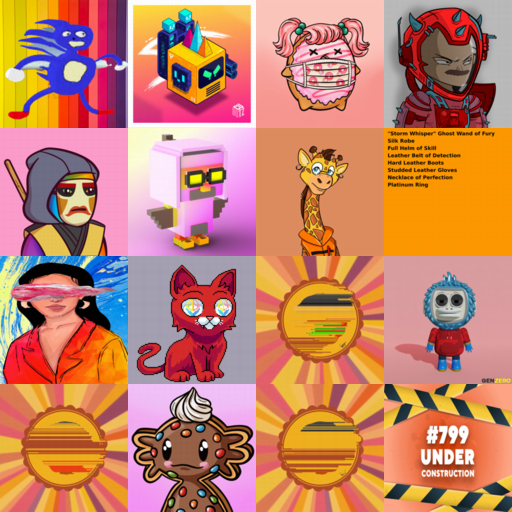 "Storm Whisper" Ghost Wand of Fury
Silk Robe
Full Helm of Skill
Leather Belt of Detection
Hard Leather Boots
Studded Leather Gloves
Necklace of Perfection
Platinum Ring
GENZERO
#799
UNDER
CONSTRUCTION